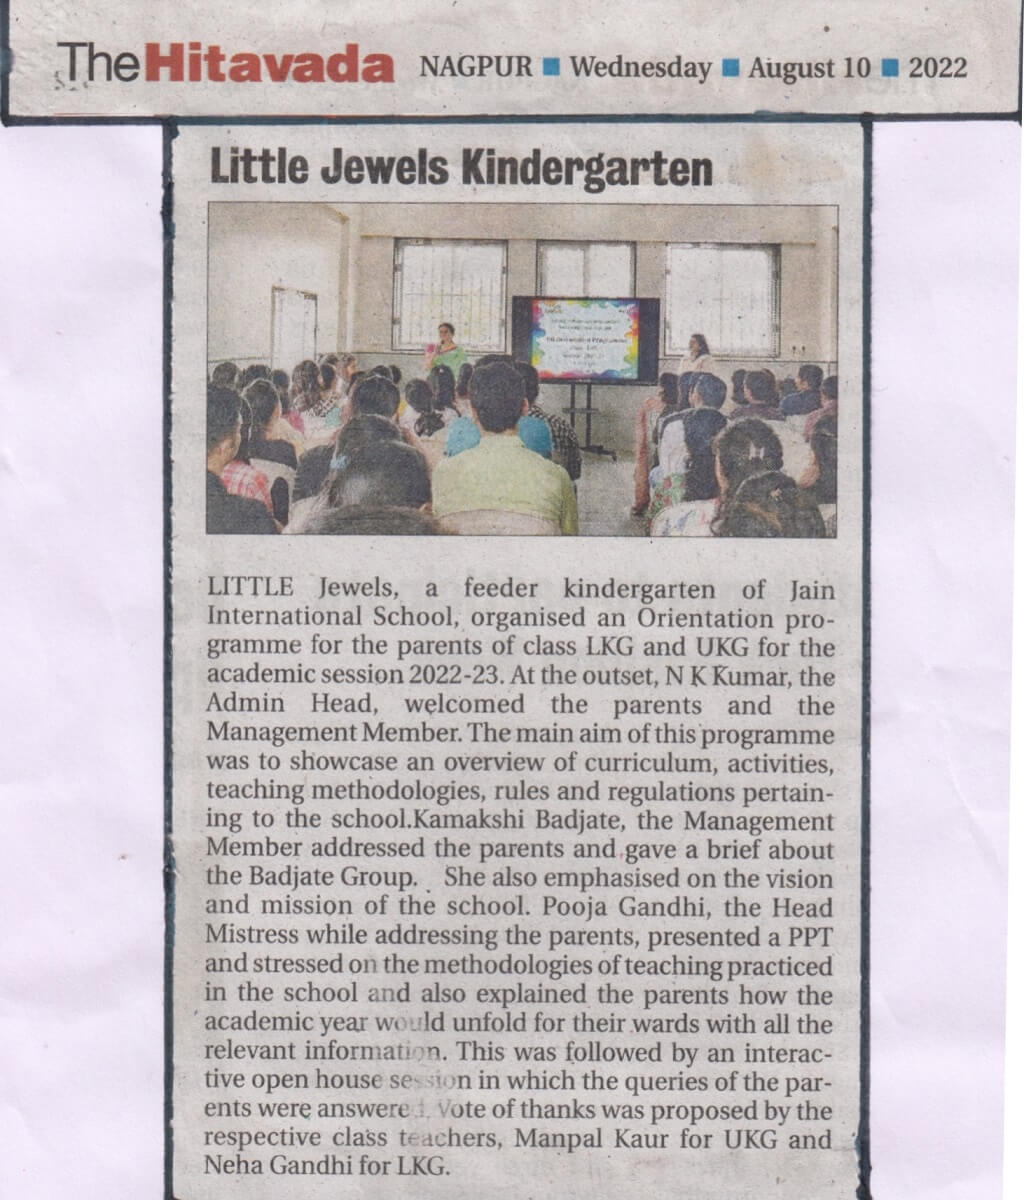 The Hitavada NAGPUR ■ Wednesday ■ August 10 ■ 2022
Little Jewels Kindergarten
LITTLE Jewels, a feeder kindergarten of Jain
International School, organised an Orientation pro-
gramme for the parents of class LKG and UKG for the
academic session 2022-23. At the outset, N K Kumar, the
Admin Head, welcomed the parents and the
Management Member. The main aim of this programme
was to showcase an overview of curriculum, activities,
teaching methodologies, rules and regulations pertain-
ing to the school.Kamakshi Badjate, the Management
Member addressed the parents and gave a brief about
the Badjate Group. She also emphasised on the vision
and mission of the school. Pooja Gandhi, the Head
Mistress while addressing the parents, presented a PPT
and stressed on the methodologies of teaching practiced
in the school and also explained the parents how the
academic year would unfold for their wards with all the
relevant information. This was followed by an interac-
tive open house session in which the queries of the par-
ents were answered. Vote of thanks was proposed by the
respective class teachers, Manpal Kaur for UKG and
Neha Gandhi for LKG.